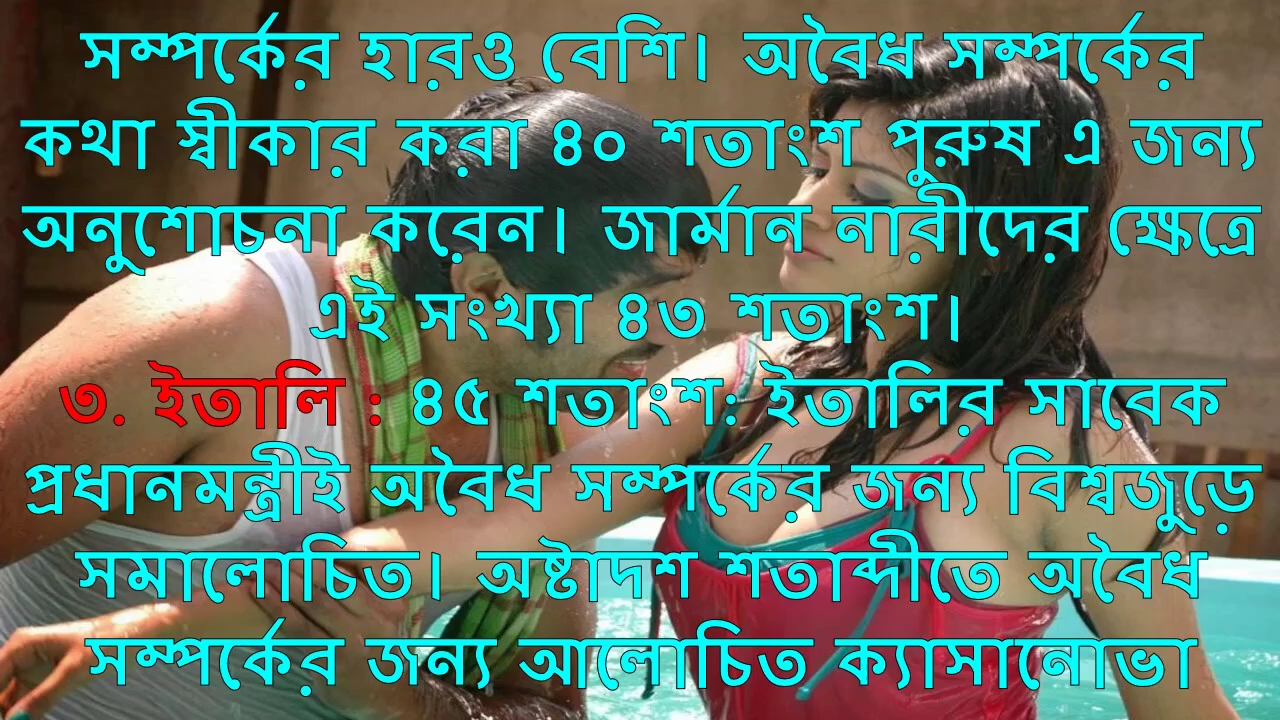 সম্পর্কের হারও বেশি। অবৈধ সম্পর্কের
কথা স্বীকার করা ৪০ শতাংশ পুরুষ এ জন্য
অনুশোচনা করেন। জার্মান নারীদের ক্ষেত্রে
এই সংখ্যা ৪৩ শতাংশ।
৩. ইতালি : ৪৫ শতাংশ: ইতালির সাবেক
প্রধানমন্ত্রীই অবৈধ সম্পর্কের জন্য বিশ্বজুড়ে
সমালোচিত। অষ্টাদশ শতাব্দীতে অবৈধ
সম্পর্কের জন্য আলোচিত ক্যাসানোভা